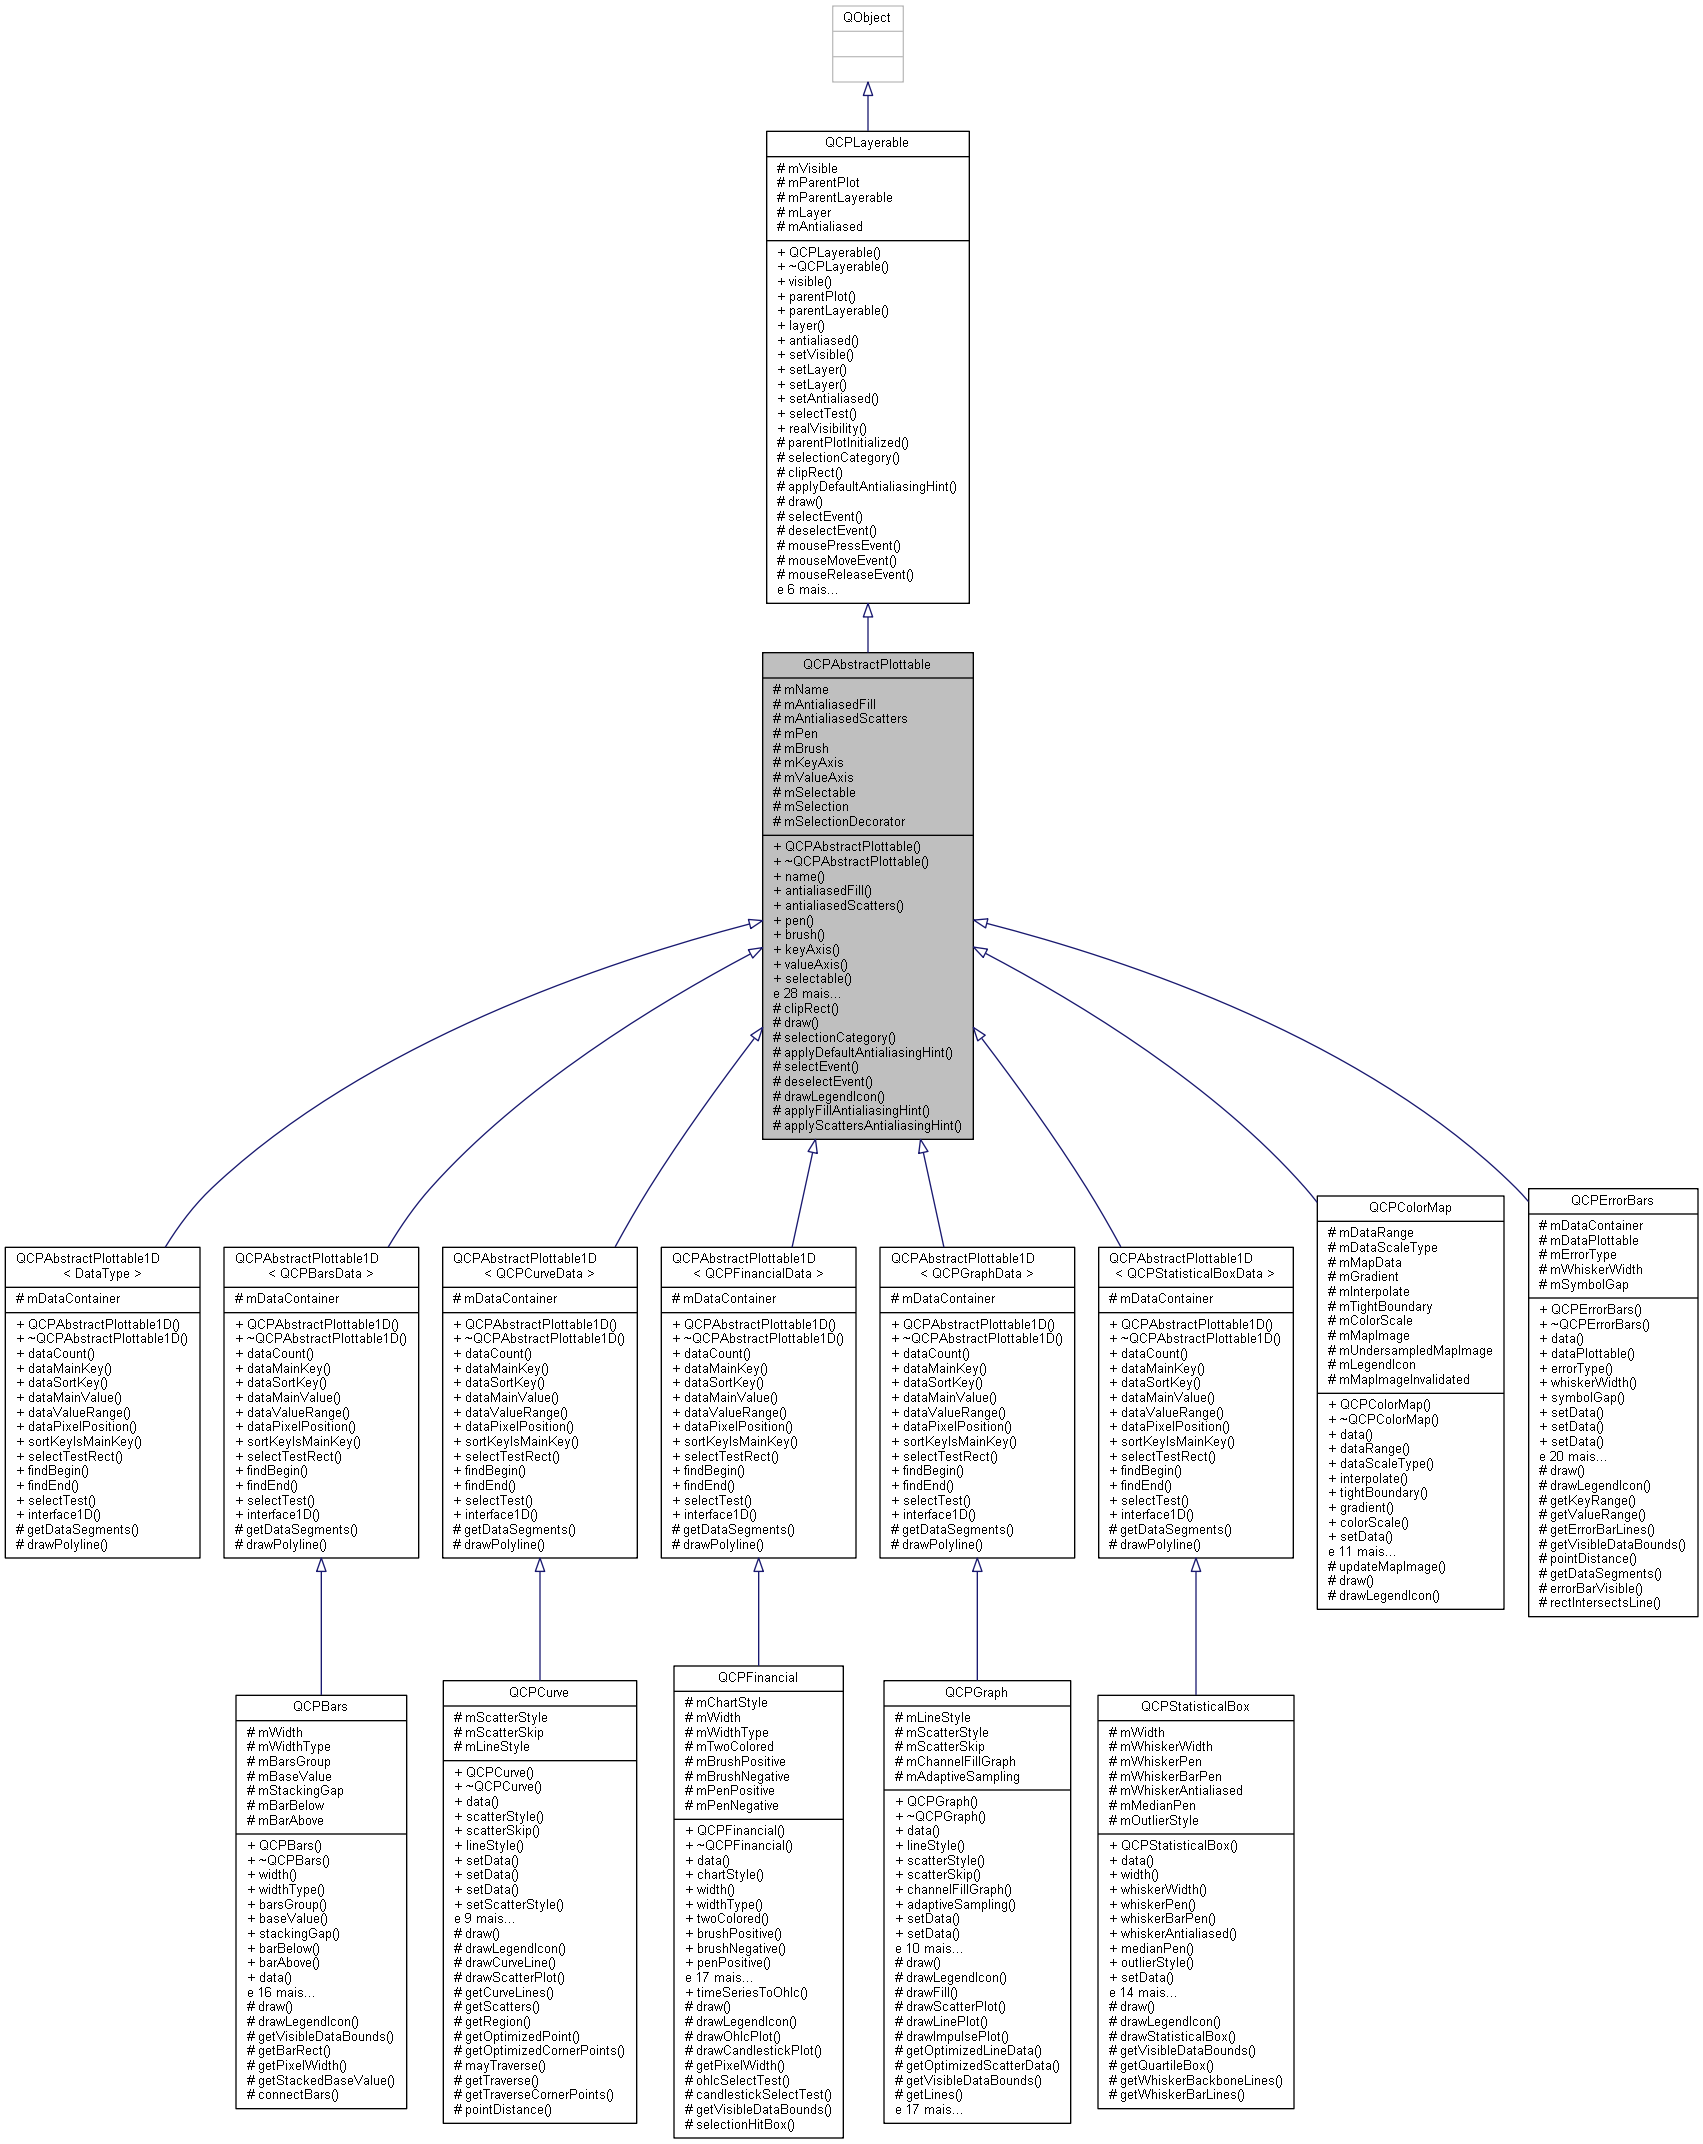 QObject
QCPLayerable
# mVisible
# mParentPlot
# mParentLayerable
# mLayer
# mAntialiased
+ QCPLayerable()
+ ~QCPLayerable()
+ visible()
+ parentPlot()
+ parentLayerable()
+ layer()
+ antialiased()
+ setVisible()
+ setLayer()
+ setLayer()
+ setAntialiased()
+ selectTest()
+ realVisibility()
# parentPlotInitialized()
# selectionCategory()
# clipRect()
# applyDefaultAntialiasingHint()
# draw()
# selectEvent()
# deselectEvent()
# mousePressEvent()
# mouseMoveEvent()
# mouseReleaseEvent()
e 6 mais...
QCPAbstractPlottable
# mName
# mAntialiasedFill
# mAntialiasedScatters
# mPen
# mBrush
# mKeyAxis
# mValueAxis
# mSelectable
# mSelection
# mSelectionDecorator
+ QCPAbstractPlottable()
+ ~QCPAbstractPlottable()
+ name()
+ antialiasedFill()
+ antialiasedScatters()
+ pen()
+ brush()
+ keyAxis()
+ valueAxis()
+ selectable()
e 28 mais...
# clipRect()
# draw()
# selectionCategory()
# applyDefaultAntialiasingHint()
# selectEvent()
# deselectEvent()
# drawLegendIcon()
# applyFillAntialiasingHint()
# applyScattersAntialiasingHint()
QCPAbstractPlottable1D
< DataType >
# mDataContainer
+ QCPAbstractPlottable1D()
+ ~QCPAbstractPlottable1D()
+ dataCount()
+ dataMainKey()
+ dataSortKey()
+ dataMainValue()
+ dataValueRange()
+ dataPixelPosition()
+ sortKeyIsMainKey()
+ selectTestRect()
+ findBegin()
+ findEnd()
+ selectTest()
+ interface1D()
# getDataSegments()
# drawPolyline()
QCPAbstractPlottable1D
< QCPBarsData >
# mDataContainer
+ QCPAbstractPlottable1D()
+ ~QCPAbstractPlottable1D()
+ dataCount()
+ dataMainKey()
+ dataSortKey()
+ dataMainValue()
+ dataValueRange()
+ dataPixelPosition()
+ sortKeyIsMainKey()
+ selectTestRect()
+ findBegin()
+ findEnd()
+ selectTest()
+ interface1D()
# getDataSegments()
# drawPolyline()
QCPAbstractPlottable1D
< QCPCurveData >
# mDataContainer
+ QCPAbstractPlottable1D()
+ ~QCPAbstractPlottable1D()
+ dataCount()
+ dataMainKey()
+ dataSortKey()
+ dataMainValue()
+ dataValueRange()
+ dataPixelPosition()
+ sortKeyIsMainKey()
+ selectTestRect()
+ findBegin()
+ findEnd()
+ selectTest()
+ interface1D()
# getDataSegments()
# drawPolyline()
QCPAbstractPlottable1D
< QCPFinancialData >
# mDataContainer
+ QCPAbstractPlottable1D()
+ ~QCPAbstractPlottable1D()
+ dataCount()
+ dataMainKey()
+ dataSortKey()
+ dataMainValue()
+ dataValueRange()
+ dataPixelPosition()
+ sortKeyIsMainKey()
+ selectTestRect()
+ findBegin()
+ findEnd()
+ selectTest()
+ interface1D()
# getDataSegments()
# drawPolyline()
QCPAbstractPlottable1D
< QCPGraphData >
# mDataContainer
+ QCPAbstractPlottable1D()
+ ~QCPAbstractPlottable1D()
+ dataCount()
+ dataMainKey()
+ dataSortKey()
+ dataMainValue()
+ dataValueRange()
+ dataPixelPosition()
+ sortKeyIsMainKey()
+ selectTestRect()
+ findBegin()
+ findEnd()
+ selectTest()
+ interface1D()
# getDataSegments()
# drawPolyline()
QCPAbstractPlottable1D
< QCPStatisticalBoxData >
# mDataContainer
+ QCPAbstractPlottable1D()
+ ~QCPAbstractPlottable1D()
+ dataCount()
+ dataMainKey()
+ dataSortKey()
+ dataMainValue()
+ dataValueRange()
+ dataPixelPosition()
+ sortKeyIsMainKey()
+ selectTestRect()
+ findBegin()
+ findEnd()
+ selectTest()
+ interface1D()
# getDataSegments()
# drawPolyline()
QCPColorMap
# mDataRange
# mDataScaleType
# mMapData
# mGradient
# mInterpolate
# mTightBoundary
# mColorScale
# mMapImage
# mUndersampledMapImage
# mLegendIcon
# mMapImageInvalidated
+ QCPColorMap()
+ ~QCPColorMap()
+ data()
+ dataRange()
+ dataScaleType()
+ interpolate()
+ tightBoundary()
+ gradient()
+ colorScale()
+ setData()
e 11 mais...
# updateMapImage()
# draw()
# drawLegendIcon()
QCPErrorBars
# mDataContainer
# mDataPlottable
# mErrorType
# mWhiskerWidth
# mSymbolGap
+ QCPErrorBars()
+ ~QCPErrorBars()
+ data()
+ dataPlottable()
+ errorType()
+ whiskerWidth()
+ symbolGap()
+ setData()
+ setData()
+ setData()
e 20 mais...
# draw()
# drawLegendIcon()
# getKeyRange()
# getValueRange()
# getErrorBarLines()
# getVisibleDataBounds()
# pointDistance()
# getDataSegments()
# errorBarVisible()
# rectIntersectsLine()
QCPBars
# mWidth
# mWidthType
# mBarsGroup
# mBaseValue
# mStackingGap
# mBarBelow
# mBarAbove
+ QCPBars()
+ ~QCPBars()
+ width()
+ widthType()
+ barsGroup()
+ baseValue()
+ stackingGap()
+ barBelow()
+ barAbove()
+ data()
e 16 mais...
# draw()
# drawLegendIcon()
# getVisibleDataBounds()
# getBarRect()
# getPixelWidth()
# getStackedBaseValue()
# connectBars()
QCPCurve
# mScatterStyle
# mScatterSkip
# mLineStyle
+ QCPCurve()
+ ~QCPCurve()
+ data()
+ scatterStyle()
+ scatterSkip()
+ lineStyle()
+ setData()
+ setData()
+ setData()
+ setScatterStyle()
e 9 mais...
# draw()
# drawLegendIcon()
# drawCurveLine()
# drawScatterPlot()
# getCurveLines()
# getScatters()
# getRegion()
# getOptimizedPoint()
# getOptimizedCornerPoints()
# mayTraverse()
# getTraverse()
# getTraverseCornerPoints()
# pointDistance()
QCPFinancial
# mChartStyle
# mWidth
# mWidthType
# mTwoColored
# mBrushPositive
# mBrushNegative
# mPenPositive
# mPenNegative
+ QCPFinancial()
+ ~QCPFinancial()
+ data()
+ chartStyle()
+ width()
+ widthType()
+ twoColored()
+ brushPositive()
+ brushNegative()
+ penPositive()
e 17 mais...
+ timeSeriesToOhlc()
# draw()
# drawLegendIcon()
# drawOhlcPlot()
# drawCandlestickPlot()
# getPixelWidth()
# ohlcSelectTest()
# candlestickSelectTest()
# getVisibleDataBounds()
# selectionHitBox()
QCPGraph
# mLineStyle
# mScatterStyle
# mScatterSkip
# mChannelFillGraph
# mAdaptiveSampling
+ QCPGraph()
+ ~QCPGraph()
+ data()
+ lineStyle()
+ scatterStyle()
+ scatterSkip()
+ channelFillGraph()
+ adaptiveSampling()
+ setData()
+ setData()
e 10 mais...
# draw()
# drawLegendIcon()
# drawFill()
# drawScatterPlot()
# drawLinePlot()
# drawImpulsePlot()
# getOptimizedLineData()
# getOptimizedScatterData()
# getVisibleDataBounds()
# getLines()
e 17 mais...
QCPStatisticalBox
# mWidth
# mWhiskerWidth
# mWhiskerPen
# mWhiskerBarPen
# mWhiskerAntialiased
# mMedianPen
# mOutlierStyle
+ QCPStatisticalBox()
+ data()
+ width()
+ whiskerWidth()
+ whiskerPen()
+ whiskerBarPen()
+ whiskerAntialiased()
+ medianPen()
+ outlierStyle()
+ setData()
e 14 mais...
# draw()
# drawLegendIcon()
# drawStatisticalBox()
# getVisibleDataBounds()
# getQuartileBox()
# getWhiskerBackboneLines()
# getWhiskerBarLines()